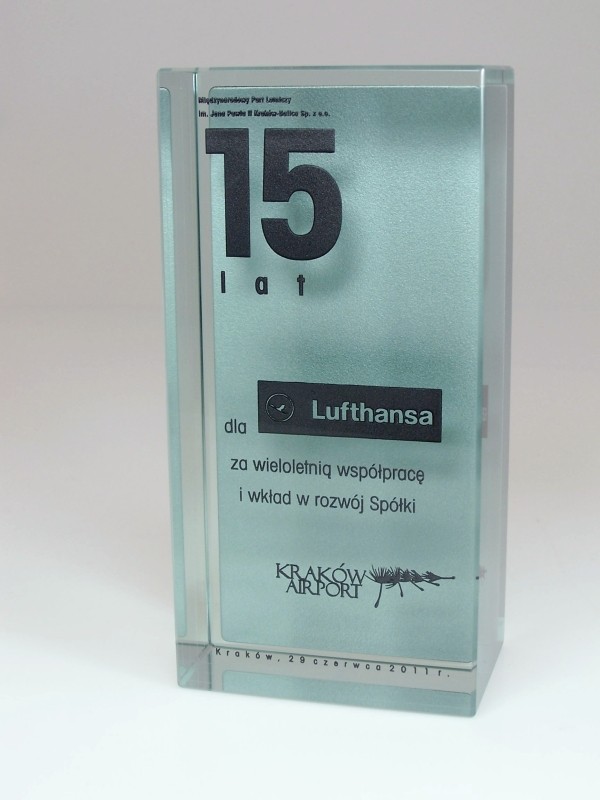 Międzynarodowy Port Lotniczy
im. Jana Pawła II Kraków-Balice Sp. z o.o.
15
lat
dla Lufthansa
za wieloletnią współpracę
i wkład w rozwój Spółki
KRAKÓW
AIRPORT
Kraków, 29 czerwca 2011 r.